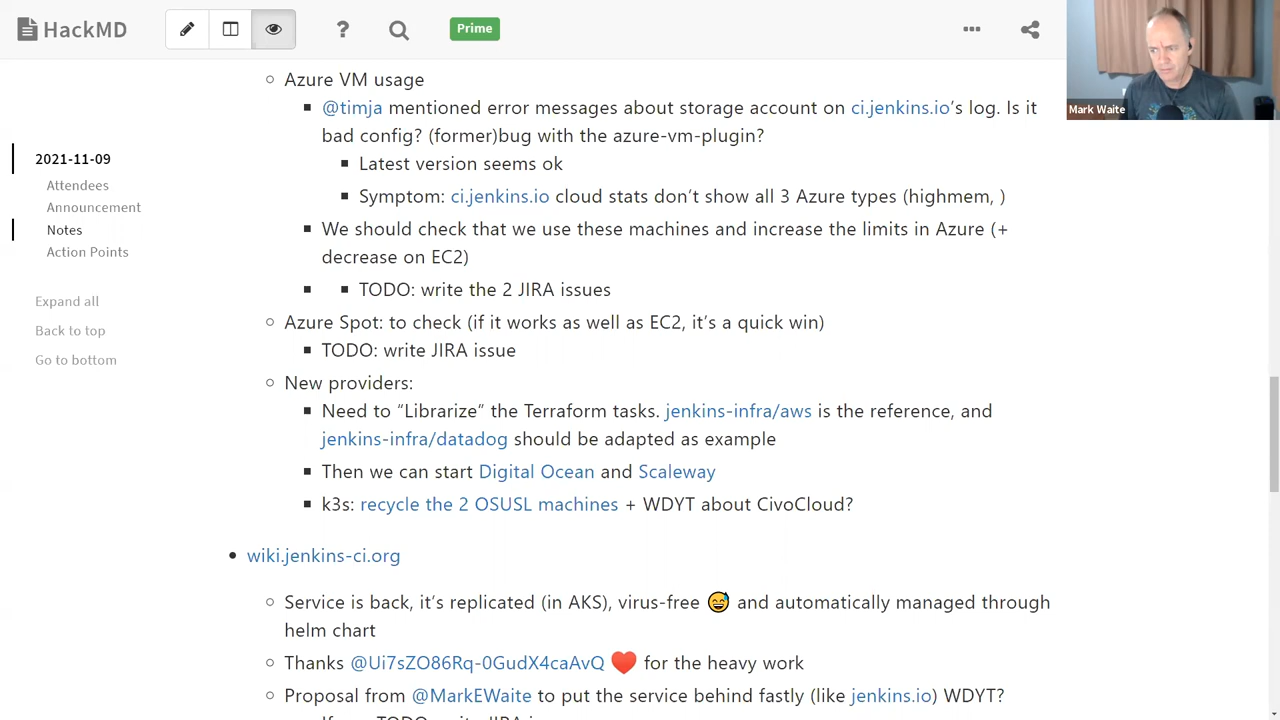 HackMD
Prime
Mark Waite
2021-11-09
Attendees
Announcement
Notes
Action Points
Expall all
Back to top
Go to bottom
Azure VM usage
@timja mentioned error messages about storage account on ci.jenkins.io's log. Is it
bad config? (former)bug with the azure-vm-plugin?
Latest version seems ok
Symptom: ci.jenkins.io cloud stats don't show all 3 Azure types (highmem, )
We should check that we use these machines and increase the limits in Azure (+
decrease on EC2)
TODO: write the 2 JIRA issues
Azure Spot: to check (if it works as well as EC2, it's a quick win)
TODO: write JIRA issue
New providers:
Need to “Librarize” the Terraform tasks. jenkins-infra/aws is the reference, and
jenkins-infra/datadog should be adapted as example
Then we can start Digital Ocean and Scaleway
k3s: recycle the 2 OSUSL machines + WDYT about CivoCloud?
wiki.jenkins-ci.org
Service is back, it's replicated (in AKS), virus-free 😅 and automatically managed through
helm chart
Thanks @Ui7sZO86Rq-0GudX4caAvQ ❤️ for the heavy work
Proposal from @MarkEWaite to put the service behind fastly (like jenkins.io) WDYT?